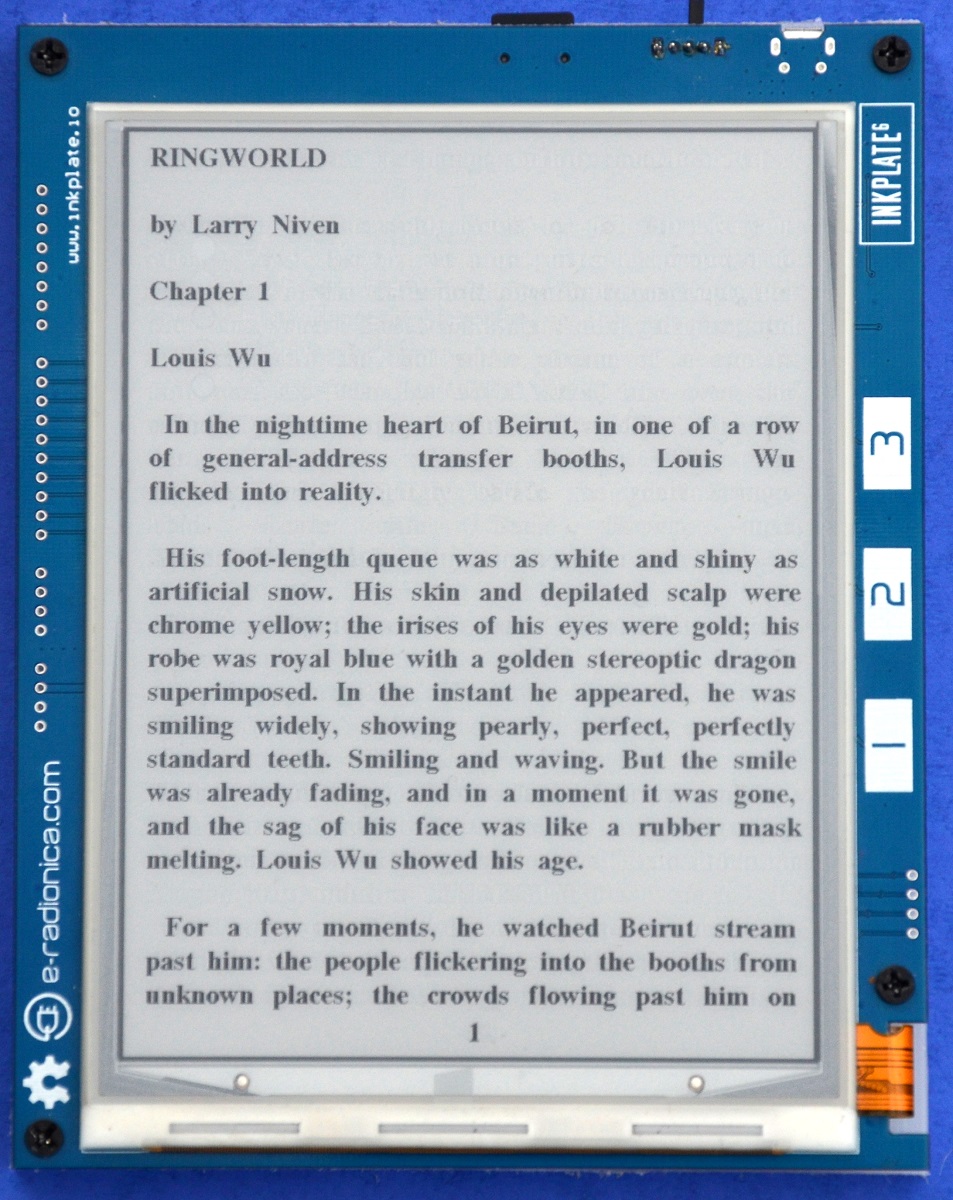 RINGWORLD
by Larry Niven
Chapter 1
Louis Wu
In the nighttime heart of Beirut, in one of a row
of general-address transfer booths, Louis Wu
flicked into reality.
His foot-length queue was as white and shiny as
artificial snow. His skin and depilated scalp were
chrome yellow; the irises of his eyes were gold; his
robe was royal blue with a golden stereoptic dragon
superimposed. In the instant he appeared, he was
smiling widely, showing pearly, perfect, perfectly
standard teeth. Smiling and waving. But the smile
was already fading, and in a moment it was gone,
and the sag of his face was like a rubber mask
melting. Louis Wu showed his age.
For a few moments, he watched Beirut stream
past him: the people flickering into the booths from
unknown places; the crowds flowing past him on
1
www.inkplate.io
e-radionica.com
INKPLATE6
3
2
1